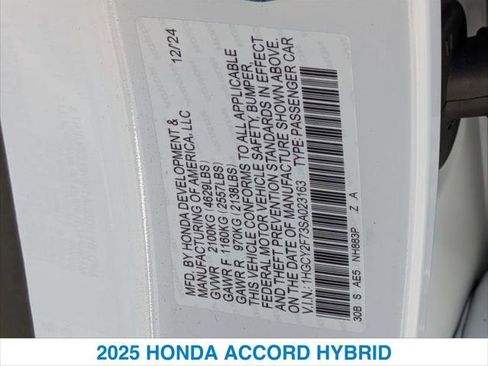 MFD. BY HONDA DEVELOPMENT & 12/24
MANUFACTURING OF AMERICA, LLC
GVWR 2100KG (4629LBS)
GAWR F 1160KG (2557LBS)
GAWR R 970KG (2138LBS)
THIS VEHICLE CONFORMS TO ALL APPLICABLE
FEDERAL MOTOR VEHICLE SAFETY, BUMPER,
AND THEFT PREVENTION STANDARDS IN EFFECT
ON THE DATE OF MANUFACTURE SHOWN ABOVE.
V.I.N.: 1HGCY2F73SA023163 TYPE:PASSENGER CAR
30B S AE5 NH883P Z A
2025 HONDA ACCORD HYBRID